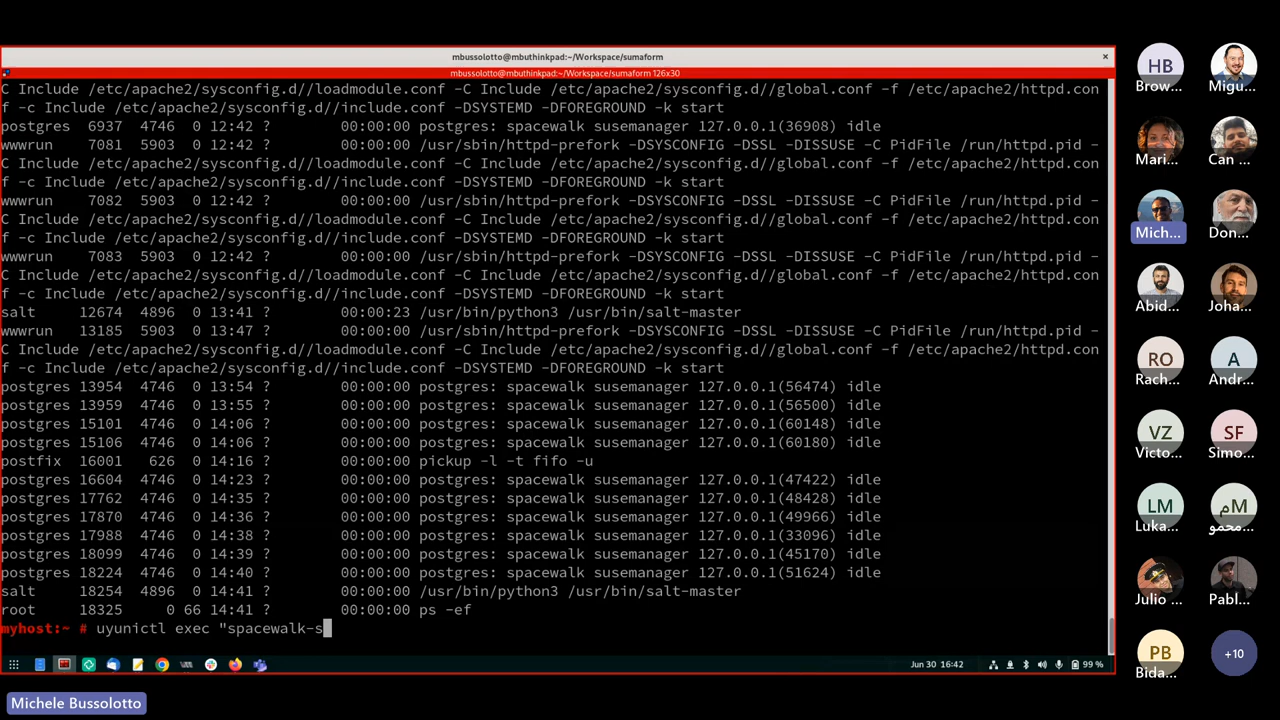 mbussolotto@mbuthinkpad:~/Workspace/sumaform
×
mbussolotto@mbuthinkpad:~/Workspace/sumaform 126x30
C Include /etc/apache2/sysconfig.d//loadmodule.conf -C Include /etc/apache2/sysconfig.d//global.conf -f /etc/apache2/httpd.con
f -c Include /etc/apache2/sysconfig.d//include.conf -DSYSTEMD -DFOREGROUND -k start
postgres 6937 4746 0 12:42 ? 00:00:00 postgres: spacewalk susemanager 127.0.0.1(36908) idle
wwwrun 7081 5903 0 12:42 ? 00:00:00 /usr/sbin/httpd-prefork -DSYSCONFIG -DSSL -DISSUSE -C PidFile /run/httpd.pid -
C Include /etc/apache2/sysconfig.d//loadmodule.conf -C Include /etc/apache2/sysconfig.d//global.conf -f /etc/apache2/httpd.con
f -c Include /etc/apache2/sysconfig.d//include.conf -DSYSTEMD -DFOREGROUND -k start
wwwrun 7082 5903 0 12:42 ? 00:00:00 /usr/sbin/httpd-prefork -DSYSCONFIG -DSSL -DISSUSE -C PidFile /run/httpd.pid -
C Include /etc/apache2/sysconfig.d//loadmodule.conf -C Include /etc/apache2/sysconfig.d//global.conf -f /etc/apache2/httpd.con
f -c Include /etc/apache2/sysconfig.d//include.conf -DSYSTEMD -DFOREGROUND -k start
wwwrun 7083 5903 0 12:42 ? 00:00:00 /usr/sbin/httpd-prefork -DSYSCONFIG -DSSL -DISSUSE -C PidFile /run/httpd.pid -
C Include /etc/apache2/sysconfig.d//loadmodule.conf -C Include /etc/apache2/sysconfig.d//global.conf -f /etc/apache2/httpd.con
f -c Include /etc/apache2/sysconfig.d//include.conf -DSYSTEMD -DFOREGROUND -k start
salt 12674 4896 0 13:41 ? 00:00:23 /usr/bin/python3 /usr/bin/salt-master
wwwrun 13185 5903 0 13:47 ? 00:00:00 /usr/sbin/httpd-prefork -DSYSCONFIG -DSSL -DISSUSE -C PidFile /run/httpd.pid -
C Include /etc/apache2/sysconfig.d//loadmodule.conf -C Include /etc/apache2/sysconfig.d//global.conf -f /etc/apache2/httpd.con
f -c Include /etc/apache2/sysconfig.d//include.conf -DSYSTEMD -DFOREGROUND -k start
postgres 13954 4746 0 13:54 ? 00:00:00 postgres: spacewalk susemanager 127.0.0.1(56474) idle
postgres 13959 4746 0 13:55 ? 00:00:00 postgres: spacewalk susemanager 127.0.0.1(56500) idle
postgres 15101 4746 0 14:06 ? 00:00:00 postgres: spacewalk susemanager 127.0.0.1(60148) idle
postgres 15106 4746 0 14:06 ? 00:00:00 postgres: spacewalk susemanager 127.0.0.1(60180) idle
postfix 16001 626 0 14:16 ? 00:00:00 pickup -l -t fifo -u
postgres 16604 4746 0 14:23 ? 00:00:00 postgres: spacewalk susemanager 127.0.0.1(47422) idle
postgres 17762 4746 0 14:35 ? 00:00:00 postgres: spacewalk susemanager 127.0.0.1(48428) idle
postgres 17870 4746 0 14:36 ? 00:00:00 postgres: spacewalk susemanager 127.0.0.1(49966) idle
postgres 17988 4746 0 14:38 ? 00:00:00 postgres: spacewalk susemanager 127.0.0.1(33096) idle
postgres 18099 4746 0 14:39 ? 00:00:00 postgres: spacewalk susemanager 127.0.0.1(45170) idle
postgres 18224 4746 0 14:40 ? 00:00:00 postgres: spacewalk susemanager 127.0.0.1(51624) idle
salt 18254 4896 0 14:41 ? 00:00:00 /usr/bin/python3 /usr/bin/salt-master
root 18325 0 66 14:41 ? 00:00:00 ps -ef
myhost:~ # uyunictl exec "spacewalk-s
Jun 30 16:42
99 %
Michele Bussolotto
HB
Brow... Migu...
Mari... Can ...
Mich... Don...
Abid... Joha...
RO A
Rach... Andr...
VZ SF
Victo... Simo...
LM م
Luka... محمو...
Julio ... Pabl...
PB +10
Bida...